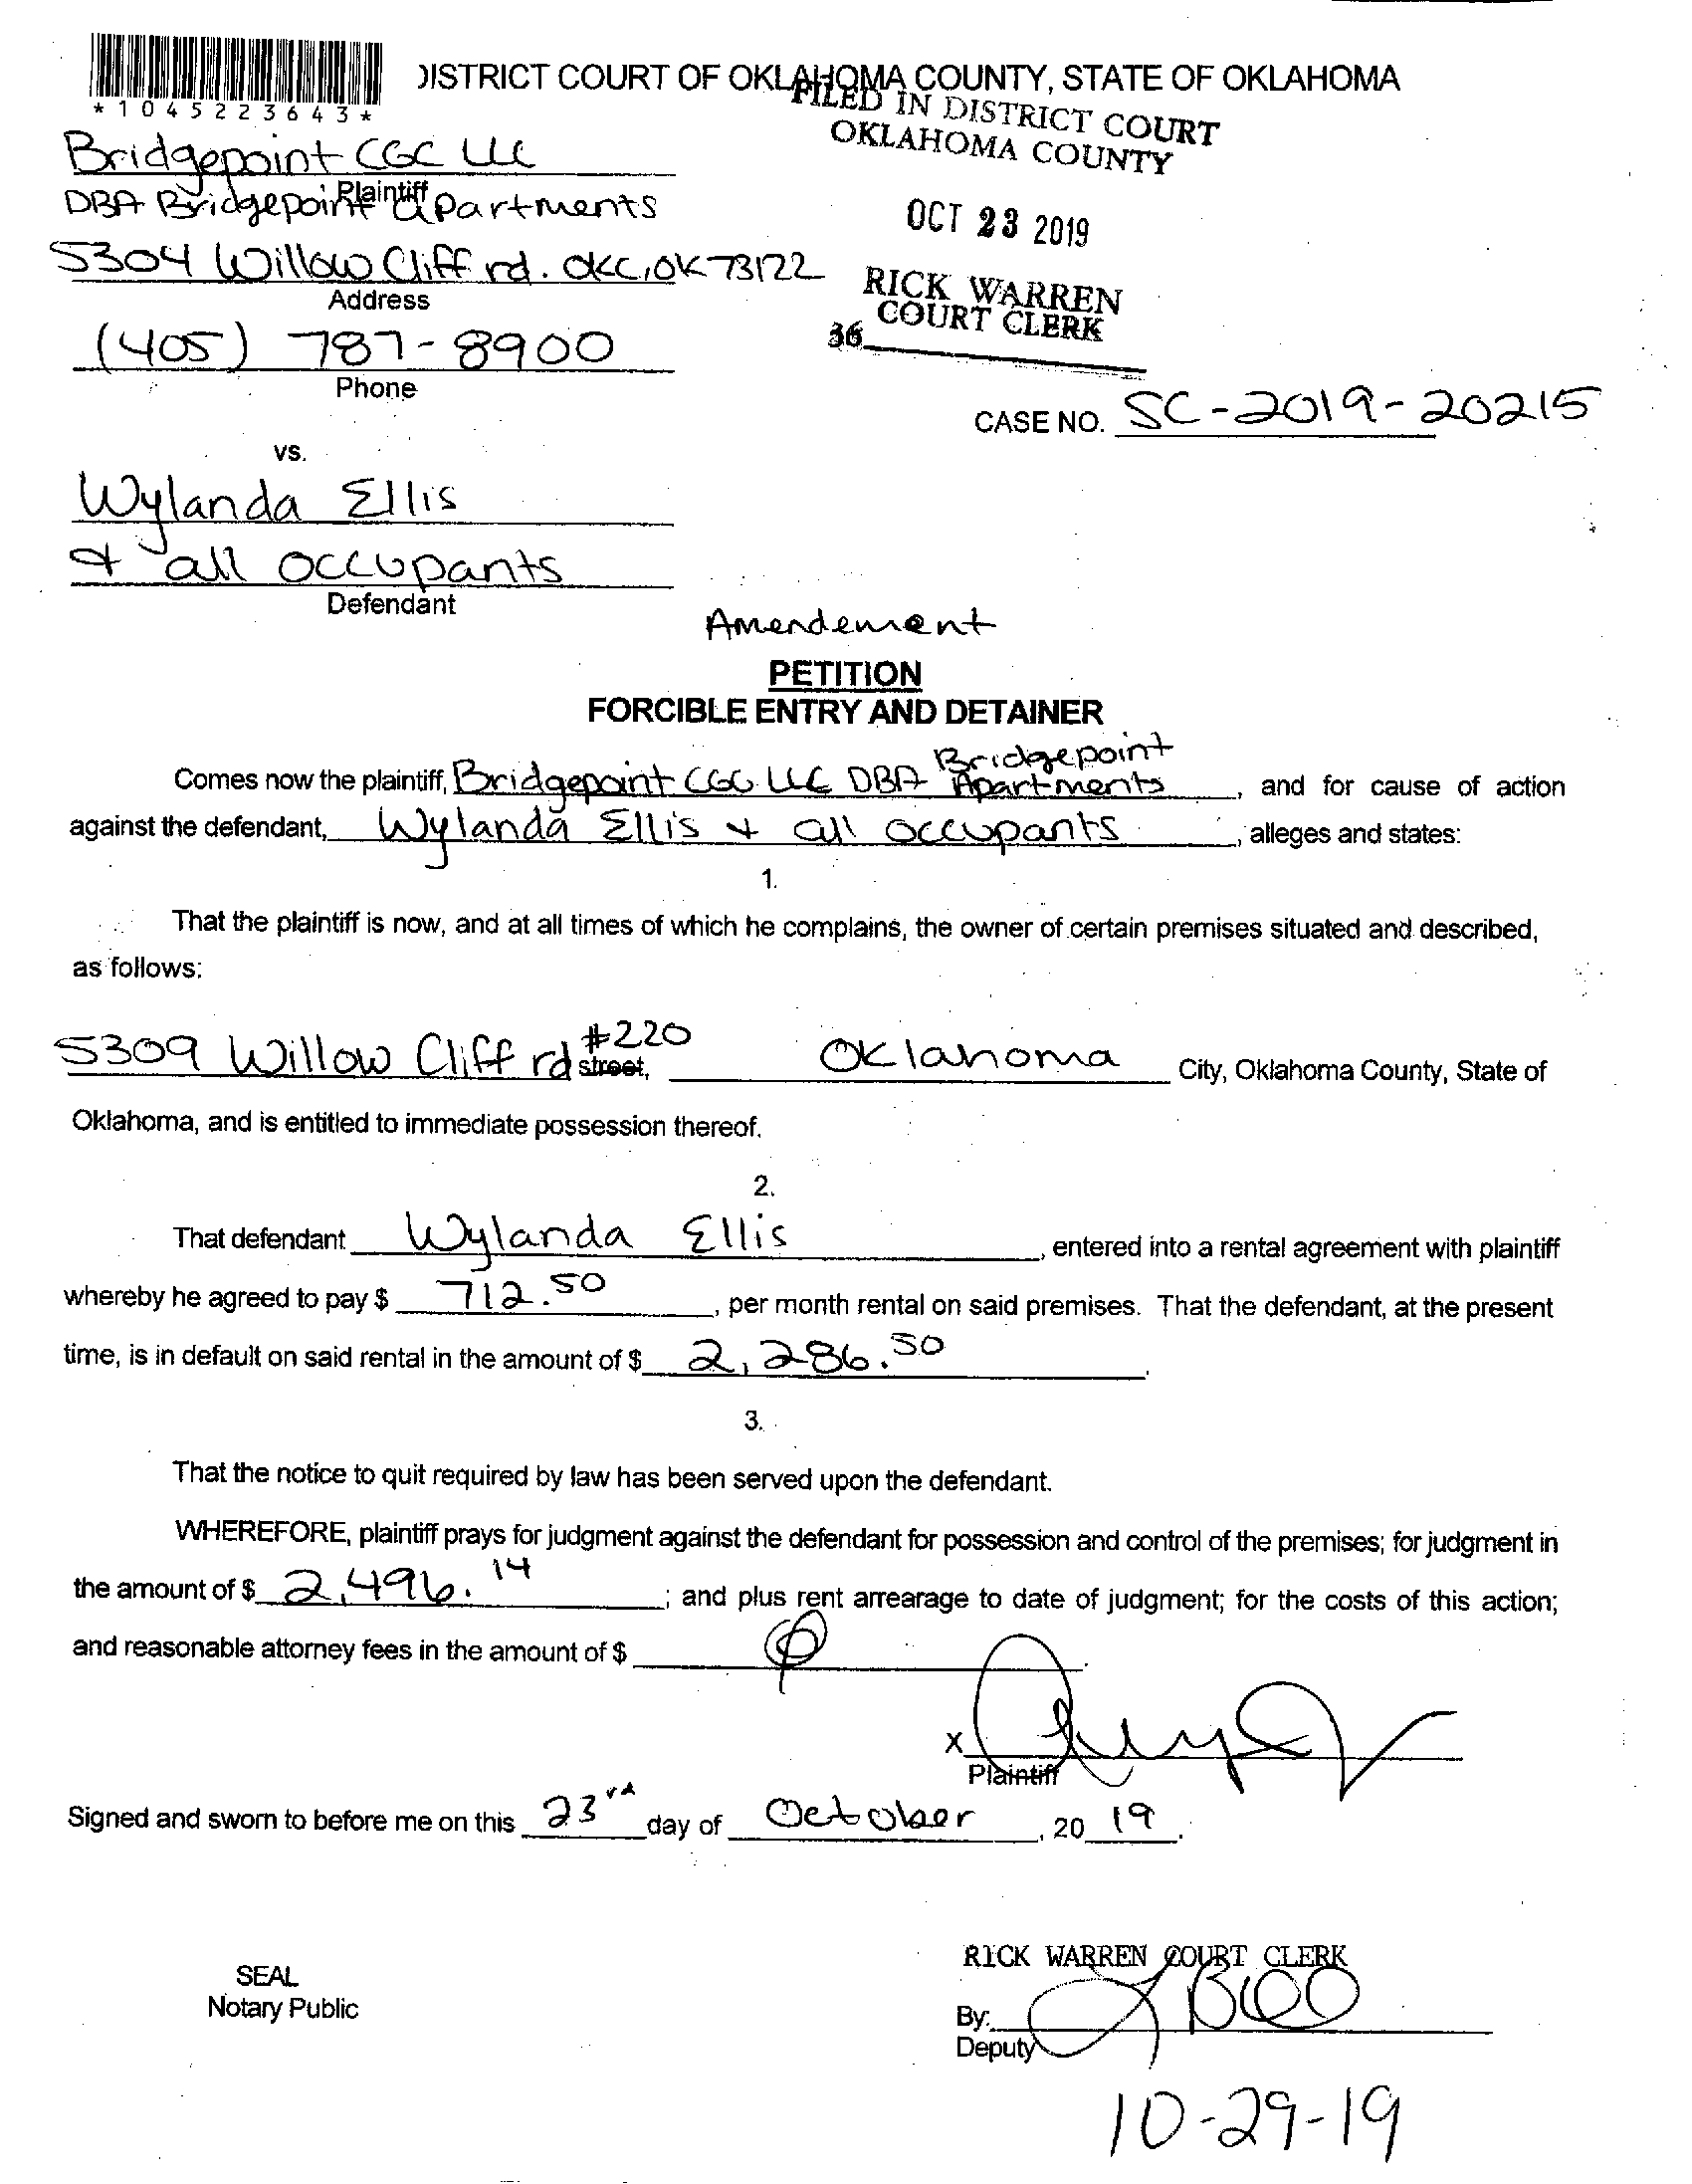 DISTRICT COURT OF OKLAHOMA COUNTY, STATE OF OKLAHOMA
*1045223643*
FILED IN DISTRICT COURT
OKLAHOMA COUNTY
OCT 23 2019
RICK WARREN
COURT CLERK
36
Bridgepoint CGC LLC
Plaintiff
DBA Bridgepoint apartments
5304 Willow Cliff rd. OKC, OK 73122
Address
(405) 787-8900
Phone
CASE NO. SC-2019-20215
vs.
Wylanda Ellis
& all occupants
Defendant
Amendement
PETITION
FORCIBLE ENTRY AND DETAINER
Comes now the plaintiff, Bridgepoint CGC LLC DBA Bridgepoint Apartments, and for cause of action
against the defendant, Wylanda Ellis & all occupants, alleges and states:
1.
That the plaintiff is now, and at all times of which he complains, the owner of certain premises situated and described,
as follows:
5309 Willow Cliff rd #220 street, Oklahoma City, Oklahoma County, State of
Oklahoma, and is entitled to immediate possession thereof.
2.
That defendant Wylanda Ellis, entered into a rental agreement with plaintiff
whereby he agreed to pay $ 712.50, per month rental on said premises. That the defendant, at the present
time, is in default on said rental in the amount of $ 2,286.50.
3.
That the notice to quit required by law has been served upon the defendant.
WHEREFORE, plaintiff prays for judgment against the defendant for possession and control of the premises; for judgment in
the amount of $ 2,496.14; and plus rent arrearage to date of judgment; for the costs of this action;
and reasonable attorney fees in the amount of $
X
Plaintiff
Signed and sworn to before me on this 23rd day of October, 20 19.
SEAL
Notary Public
RICK WARREN COURT CLERK
By:
Deputy
10-29-19